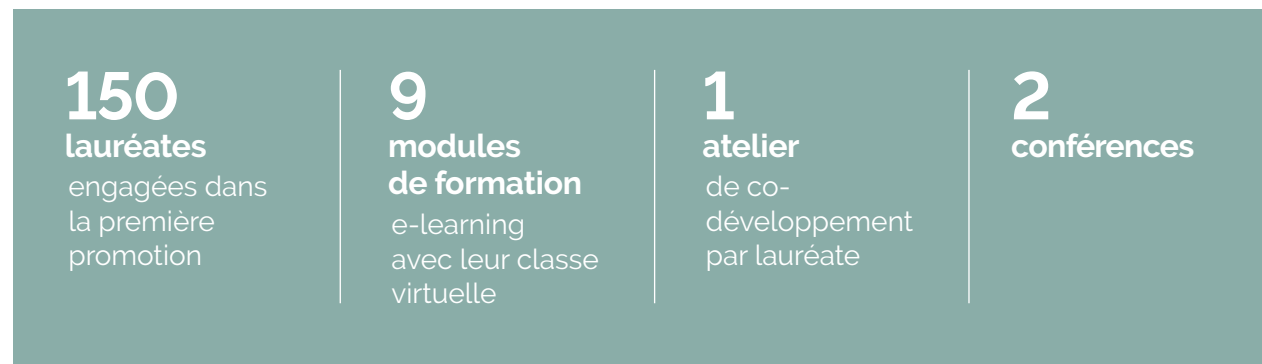 150
lauréates
engagées dans
la première
promotion
9
modules
de formation
e-learning
avec leur classe
virtuelle
1
atelier
de co-
développement
par lauréate
2
conférences